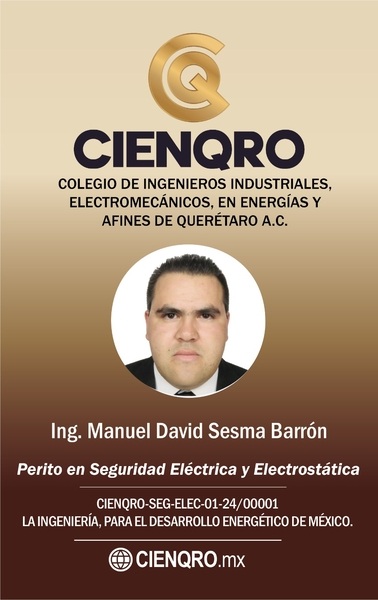 CIENQRO
COLEGIO DE INGENIEROS INDUSTRIALES,
ELECTROMECÁNICOS, EN ENERGÍAS Y
AFINES DE QUERÉTARO A.C.
Ing. Manuel David Sesma Barrón
Perito en Seguridad Eléctrica y Electrostática
CIENQRO-SEG-ELEC-01-24/00001
LA INGENIERÍA, PARA EL DESARROLLO ENERGÉTICO DE MÉXICO.
CIENQRO.mx